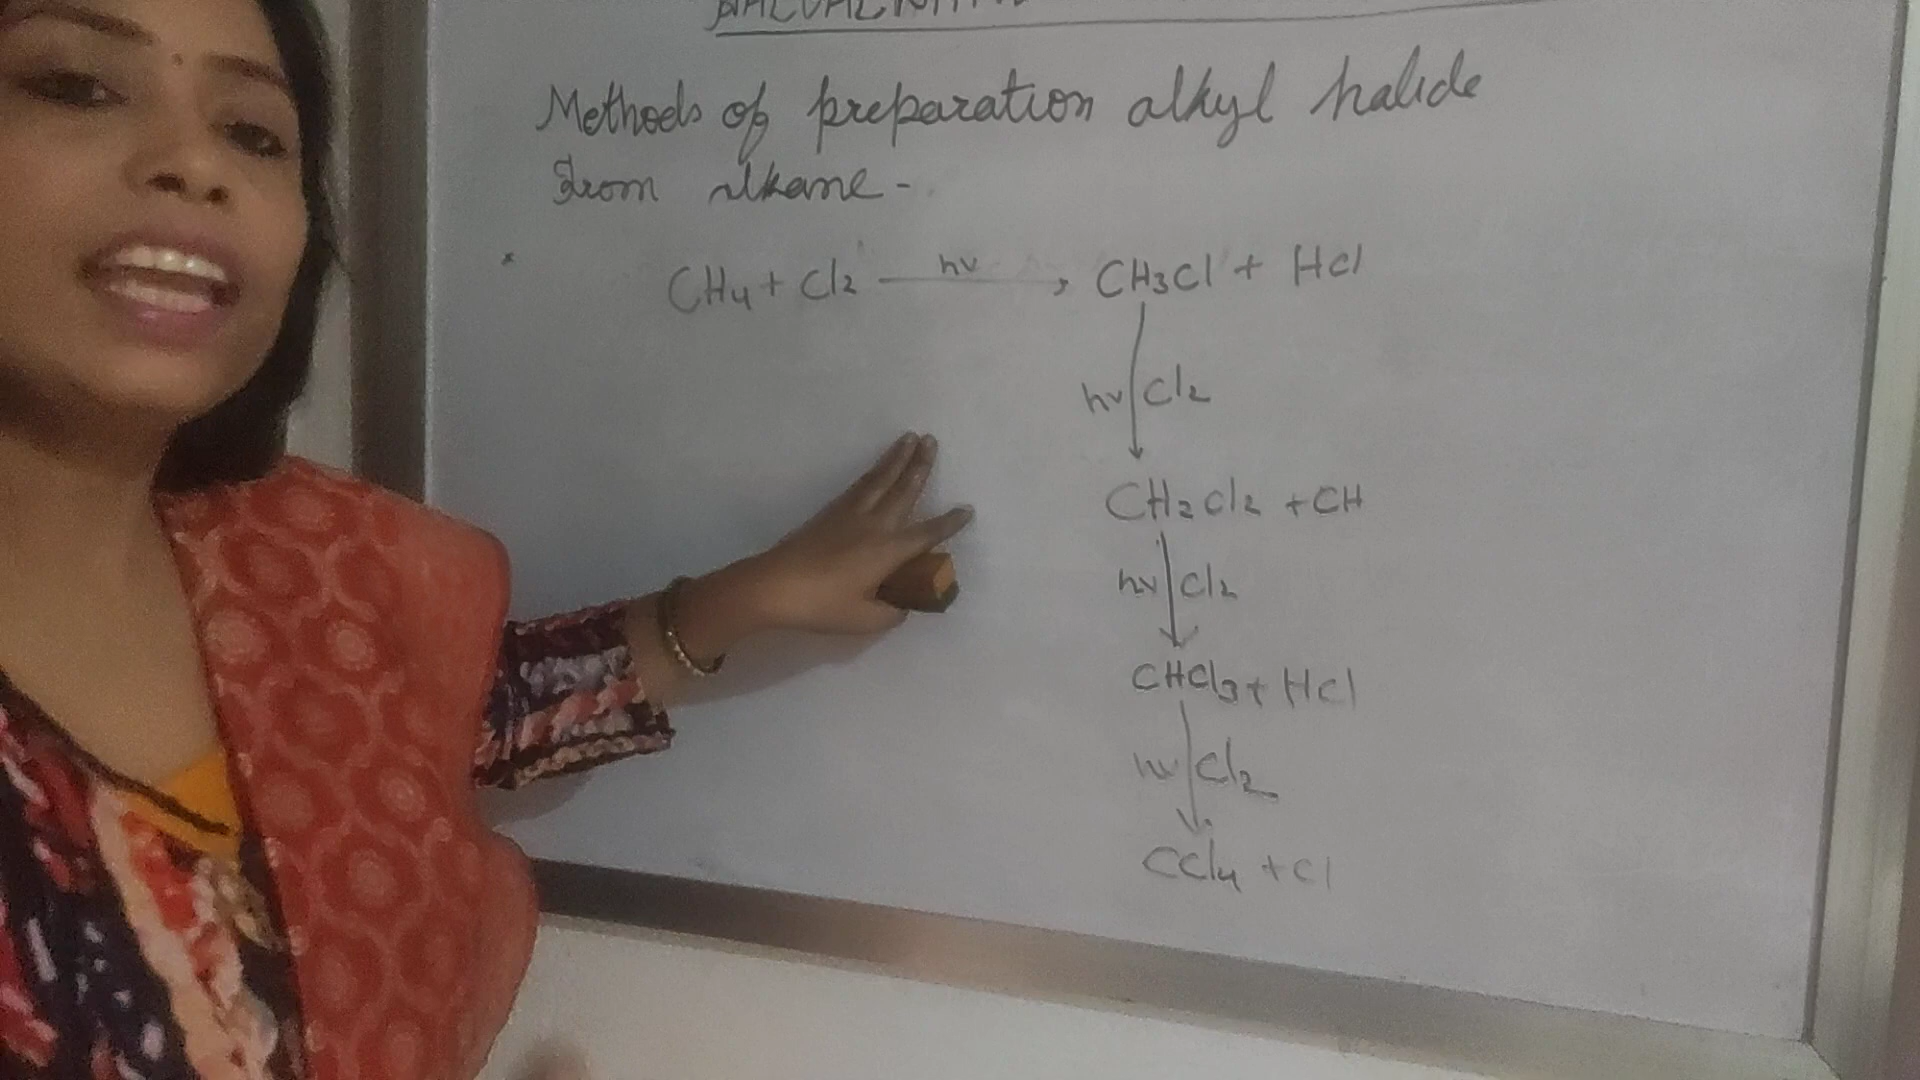 Methods of preparation alkyl halide
from alkane -
CH4 + Cl2 hv → CH3Cl + HCl
hv Cl2
CH2Cl2 + CH
hv Cl2
CHCl3 + HCl
hv Cl2
CCl4 + Cl